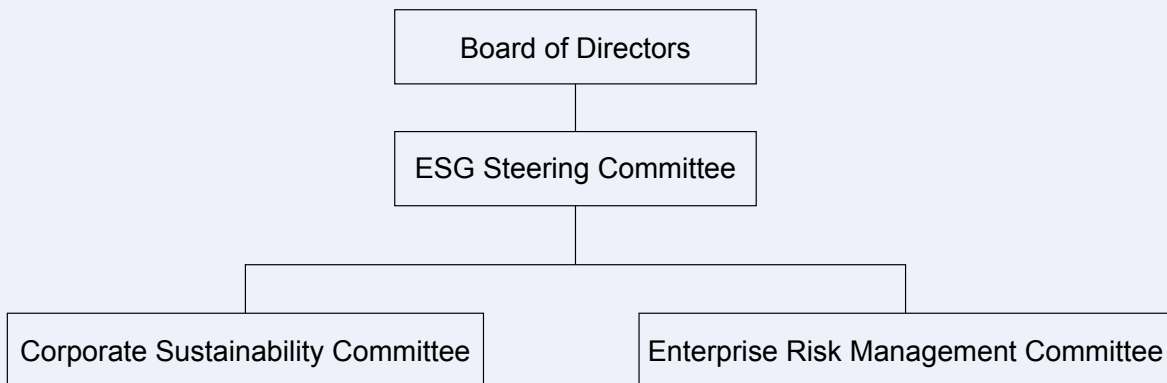 Board of Directors
ESG Steering Committee
Corporate Sustainability Committee
Enterprise Risk Management Committee